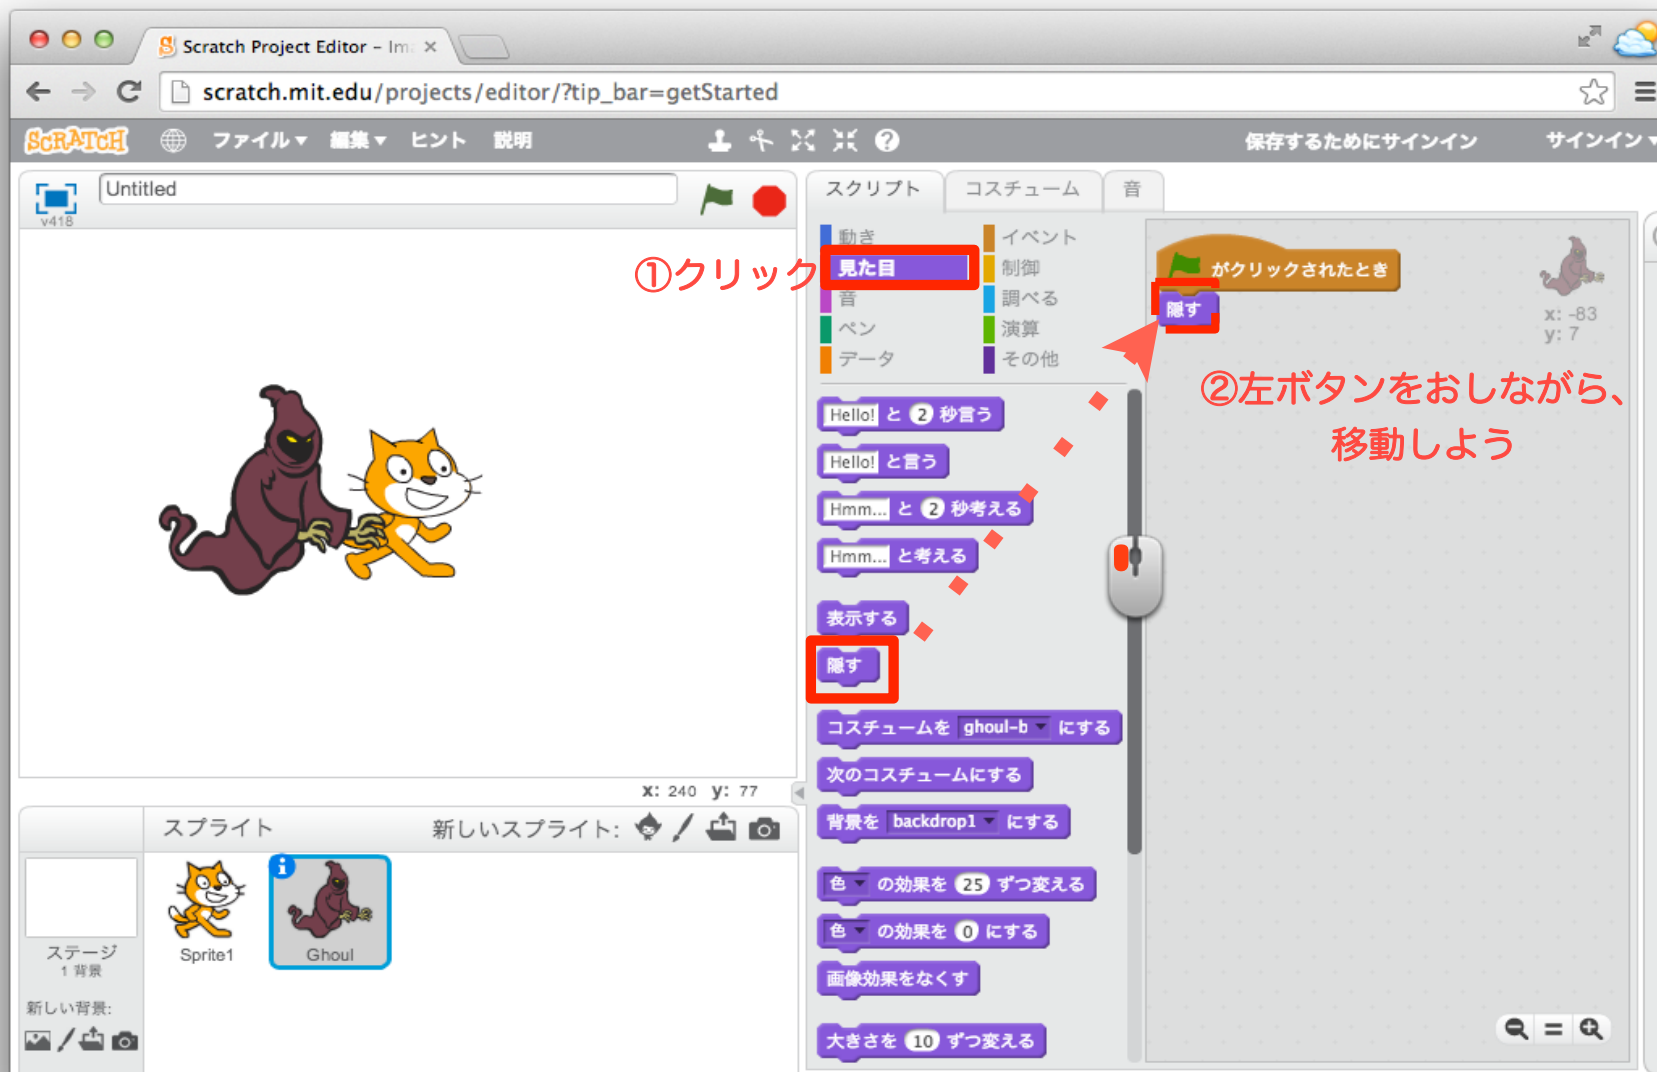 Scratch Project Editor – Im
scratch.mit.edu/projects/editor/?tip_bar=getStarted
SCRATCH ファイル▼ 編集▼ ヒント 説明 保存するためにサインイン サインイン▼
v418 Untitled
スクリプト コスチューム 音
動き イベント
見た目 制御
音 調べる
ペン 演算
データ その他
①クリック
がクリックされたとき
隠す
x: -83
y: 7
②左ボタンをおしながら、
移動しよう
Hello! と 2 秒言う
Hello! と言う
Hmm... と 2 秒考える
Hmm... と考える
表示する
隠す
コスチュームを ghoul-b にする
次のコスチュームにする
背景を backdrop1 にする
色 の効果を 25 ずつ変える
色 の効果を 0 にする
画像効果をなくす
大きさを 10 ずつ変える
x: 240 y: 77
スプライト 新しいスプライト:
Sprite1 Ghoul
ステージ
1 背景
新しい背景: